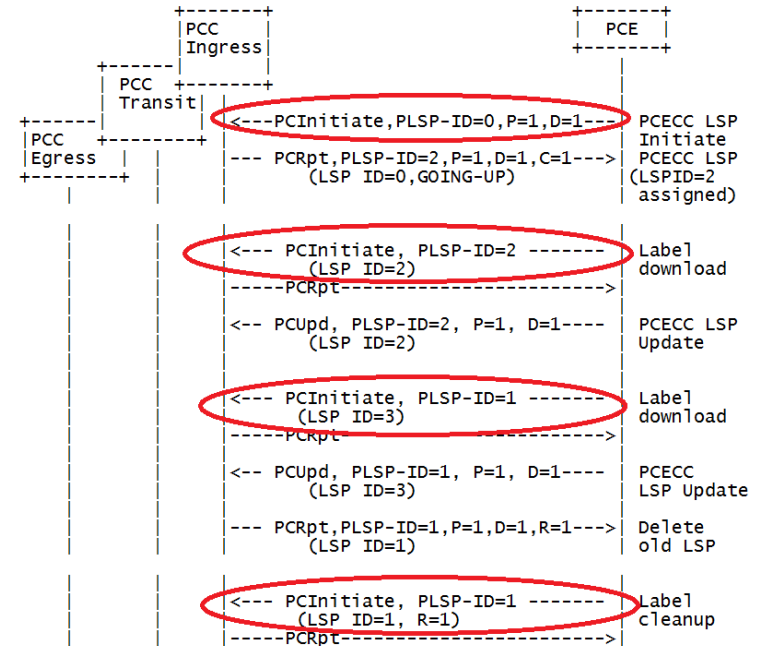 PCC
Ingress
PCE
PCC
Transit
PCC
Egress
<---PCInitiate,PLSP-ID=0,P=1,D=1--- PCECC LSP
Initiate
--- PCRpt,PLSP-ID=2,P=1,D=1,C=1---> PCECC LSP
(LSP ID=0,GOING-UP) (LSPID=2
assigned)
<--- PCInitiate, PLSP-ID=2 ------- Label
(LSP ID=2) download
-----PCRpt------------------------>
<-- PCUpd, PLSP-ID=2, P=1, D=1---- PCECC LSP
(LSP ID=2) Update
<--- PCInitiate, PLSP-ID=1 ------- Label
(LSP ID=3) download
-----PCRpt------------------------>
<-- PCUpd, PLSP-ID=1, P=1, D=1---- PCECC
(LSP ID=3) LSP Update
--- PCRpt,PLSP-ID=1,P=1,D=1,R=1---> Delete
(LSP ID=1) old LSP
<--- PCInitiate, PLSP-ID=1 ------- Label
(LSP ID=1, R=1) cleanup
-----PCRpt------------------------>